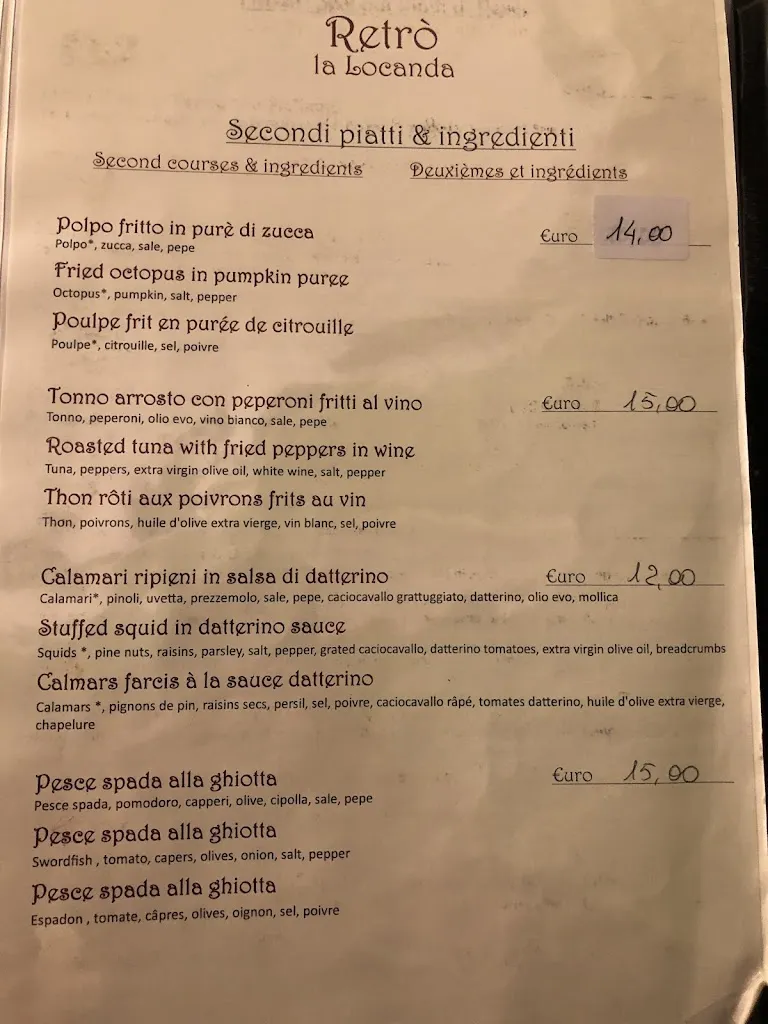 Retrò
la Locanda
Secondi piatti & ingredienti
Second courses & ingredients Deuxièmes et ingrédients
Polpo fritto in purè di zucca €uro 14,00
Polpo*, zucca, sale, pepe
Fried octopus in pumpkin puree
Octopus*, pumpkin, salt, pepper
Poulpe frit en purée de citrouille
Poulpe*, citrouille, sel, poivre
Tonno arrosto con peperoni fritti al vino €uro 15,00
Tonno, peperoni, olio evo, vino bianco, sale, pepe
Roasted tuna with fried peppers in wine
Tuna, peppers, extra virgin olive oil, white wine, salt, pepper
Thon rôti aux poivrons frits au vin
Thon, poivrons, huile d'olive extra vierge, vin blanc, sel, poivre
Calamari ripieni in salsa di datterino €uro 12,00
Calamari*, pinoli, uvetta, prezzemolo, sale, pepe, caciocavallo grattuggiato, datterino, olio evo, mollica
Stuffed squid in datterino sauce
Squids *, pine nuts, raisins, parsley, salt, pepper, grated caciocavallo, datterino tomatoes, extra virgin olive oil, breadcrumbs
Calmars farcis à la sauce datterino
Calamars *, pignons de pin, raisins secs, persil, sel, poivre, caciocavallo râpé, tomates datterino, huile d'olive extra vierge,
chapelure
Pesce spada alla ghiotta €uro 15,00
Pesce spada, pomodoro, capperi, olive, cipolla, sale, pepe
Pesce spada alla ghiotta
Swordfish , tomato, capers, olives, onion, salt, pepper
Pesce spada alla ghiotta
Espadon , tomate, câpres, olives, oignon, sel, poivre